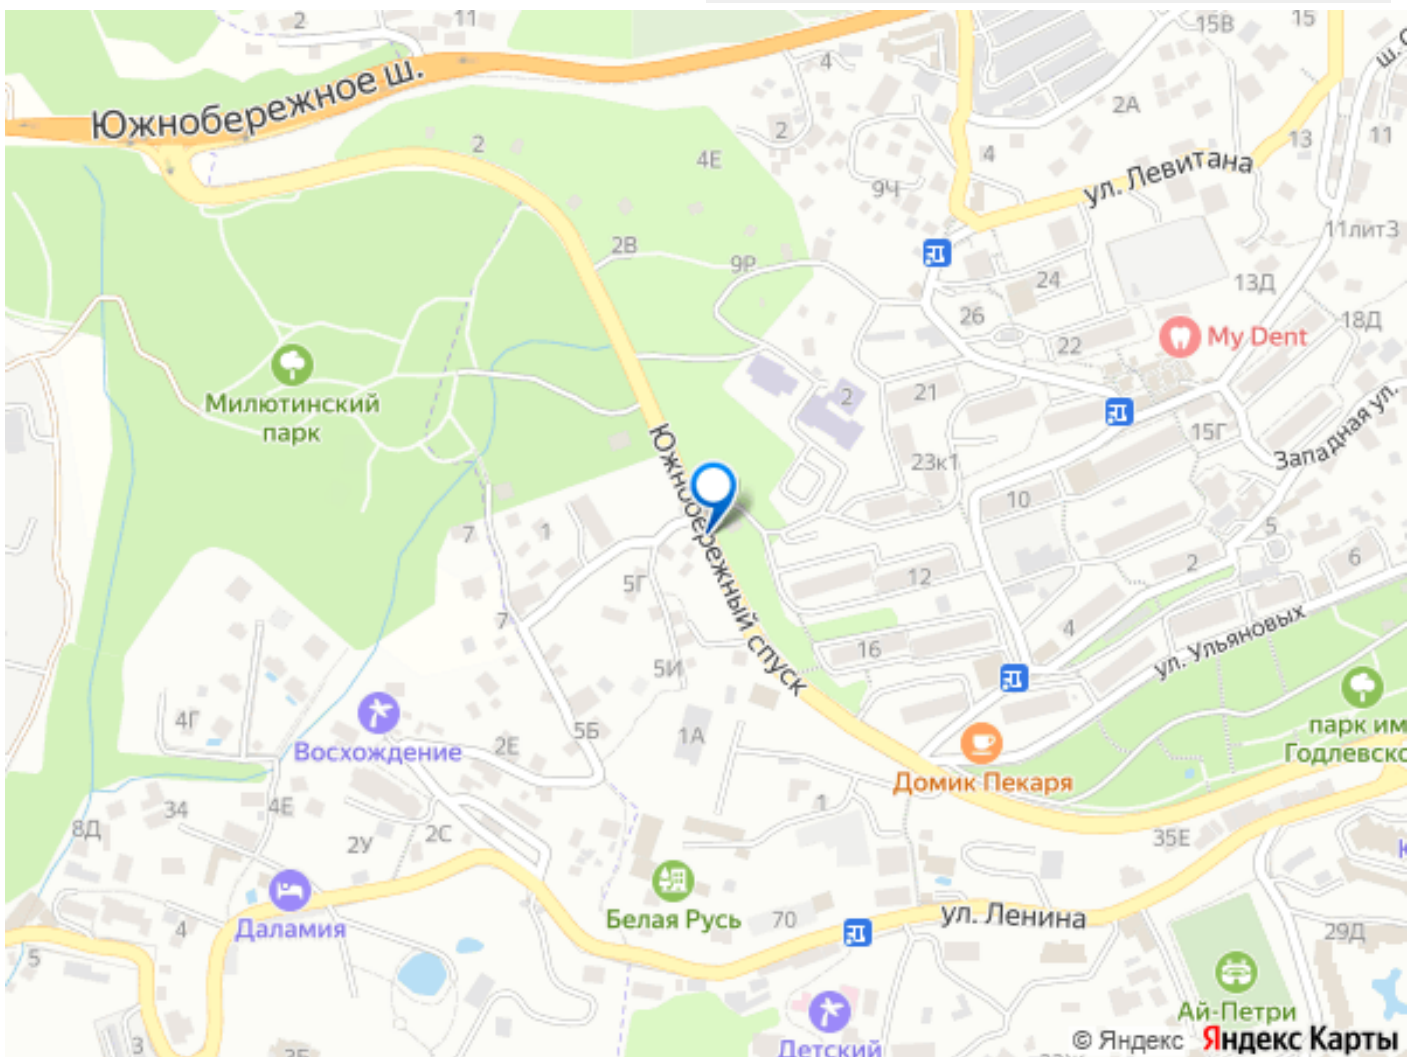 2
11
15В
15
ш. С
Южнобережное ш.
4
2А
2
2
4Е
4
13
11
ул. Левитана
9Ч
2В
9Р
11лит3
24
13Д
26
18Д
22
My Dent
Милютинский
парк
2
21
15Г
Западная ул.
23к1
10
Южнобережный спуск
7
1
5
5Г
12
2
6
7
4
16
ул. Ульяновых
5И
4Г
5Б
1А
парк им
Годлевско
Восхождение
2Е
Домик Пекаря
34
4Е
1
8Д
2У
2С
35Е
К
Даламия
Белая Русь
70
ул. Ленина
4
29Д
5
Ай-Петри
3
Детский
© Яндекс Яндекс Карты